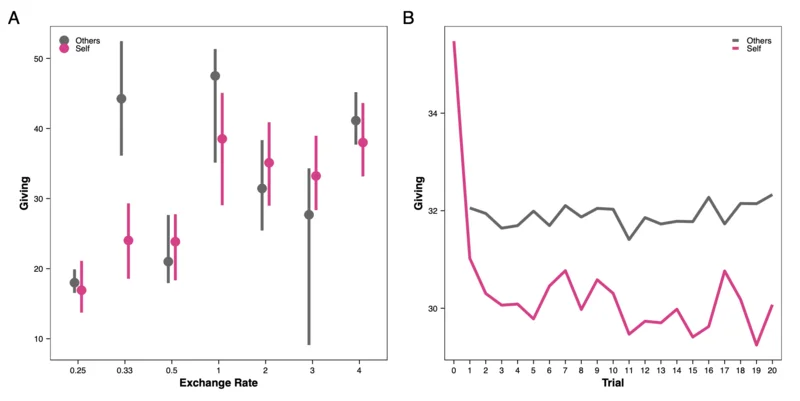 A
Others
Self
50
40
30
20
10
Giving
0.25 0.33 0.5 1 2 3 4
Exchange Rate
B
Others
Self
34
32
30
Giving
0 1 2 3 4 5 6 7 8 9 10 11 12 13 14 15 16 17 18 19 20
Trial